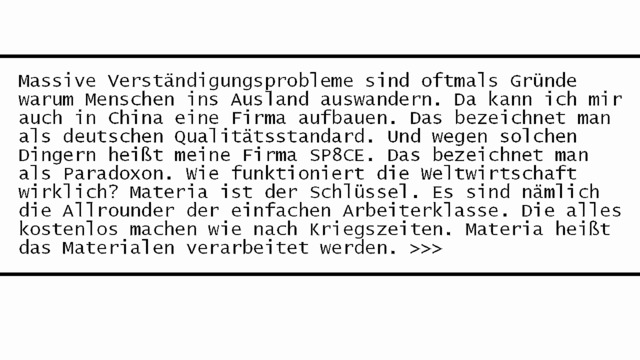 Massive Verständigungsprobleme sind oftmals Gründe
warum Menschen ins Ausland auswandern. Da kann ich mir
auch in China eine Firma aufbauen. Das bezeichnet man
als deutschen Qualitätsstandard. Und wegen solchen
Dingern heißt meine Firma SP8CE. Das bezeichnet man
als Paradoxon. Wie funktioniert die Weltwirtschaft
wirklich? Materia ist der Schlüssel. Es sind nämlich
die Allrounder der einfachen Arbeiterklasse. Die alles
kostenlos machen wie nach Kriegszeiten. Materia heißt
das Materialen verarbeitet werden. >>>